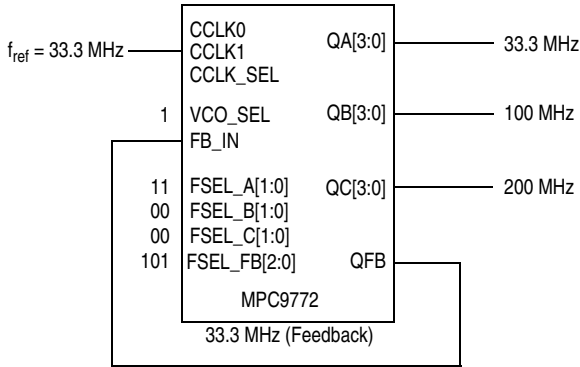 f_ref = 33.3 MHz
CCLK0
CCLK1
CCLK_SEL
1 VCO_SEL
FB_IN
11 FSEL_A[1:0]
00 FSEL_B[1:0]
00 FSEL_C[1:0]
101 FSEL_FB[2:0]
QA[3:0] 33.3 MHz
QB[3:0] 100 MHz
QC[3:0] 200 MHz
QFB
MPC9772
33.3 MHz (Feedback)